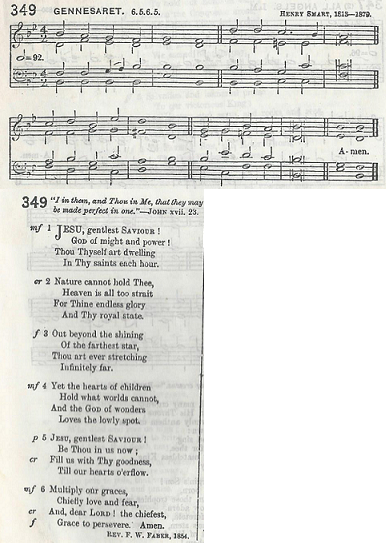 349 GENNESARET. 6.5.6.5. HENRY SMART, 1813—1879.
=92.
A-men.
349 "I in them, and Thou in Me, that they may
be made perfect in one."—JOHN xvii. 23.
mf 1 JESU, gentlest SAVIOUR!
GOD of might and power!
Thou Thyself art dwelling
In Thy saints each hour.
cr 2 Nature cannot hold Thee,
Heaven is all too strait
For Thine endless glory
And Thy royal state.
f 3 Out beyond the shining
Of the farthest star,
Thou art ever stretching
Infinitely far.
mf 4 Yet the hearts of children
Hold what worlds cannot,
And the GOD of wonders
Loves the lowly spot.
p 5 JESU, gentlest SAVIOUR!
Be Thou in us now;
cr Fill us with Thy goodness,
Till our hearts o'erflow.
mf 6 Multiply our graces,
Chiefly love and fear,
cr And, dear LORD! the chiefest,
f Grace to persevere. Amen.
REV. F. W. FABER, 1854.